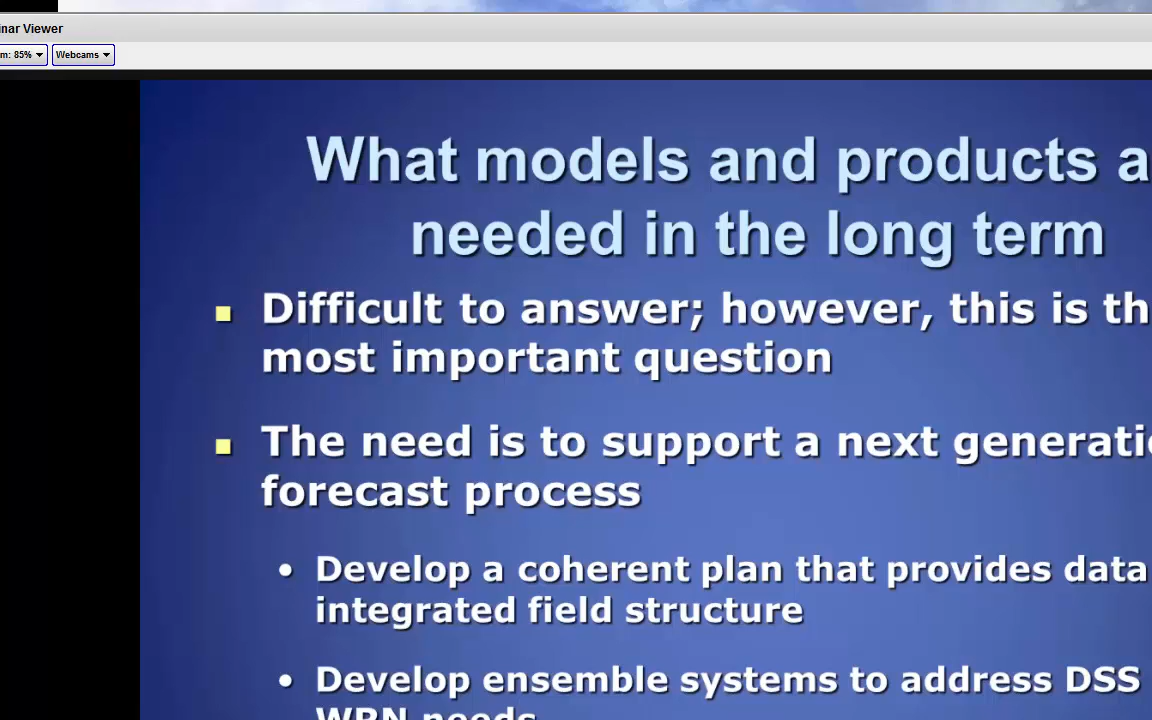 inar Viewer
m: 85% Webcams
What models and products a
needed in the long term
Difficult to answer; however, this is th
most important question
The need is to support a next generatio
forecast process
Develop a coherent plan that provides data
integrated field structure
Develop ensemble systems to address DSS
WRN needs